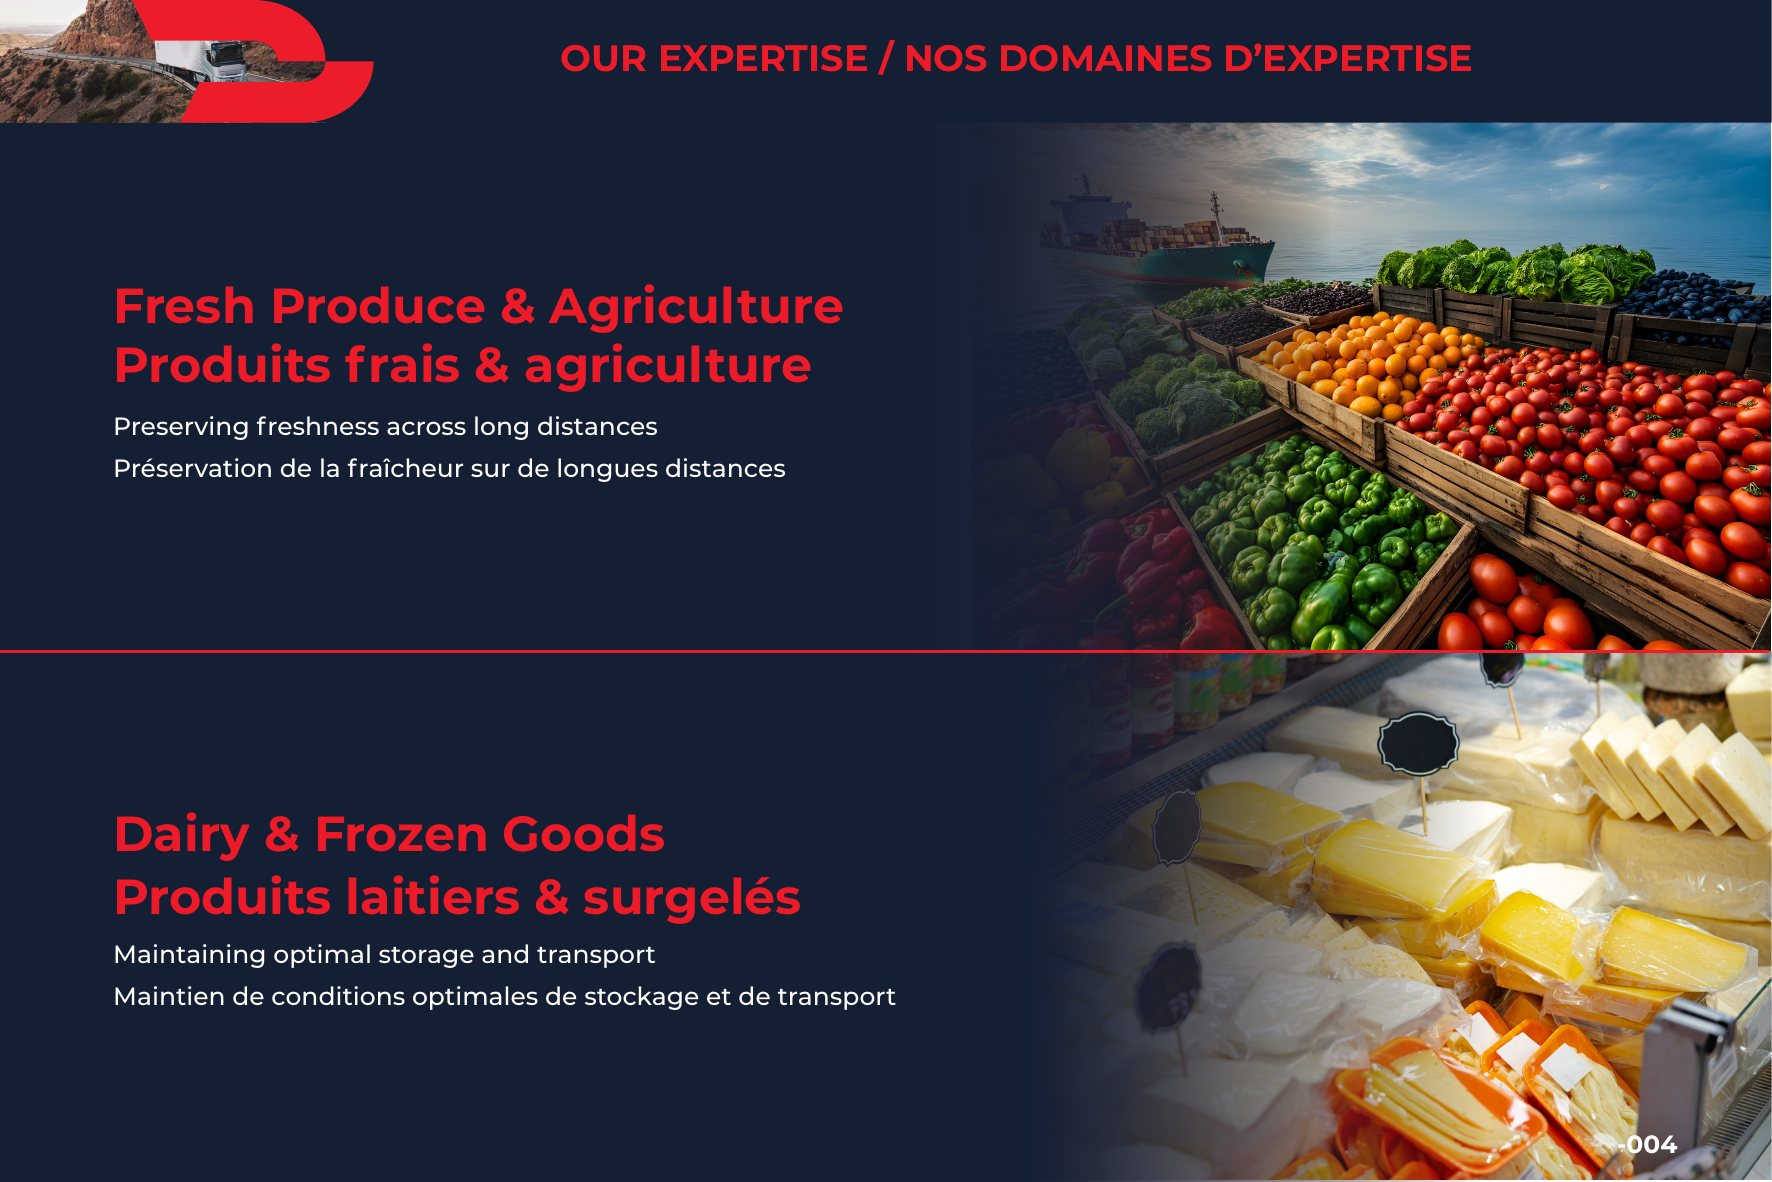 OUR EXPERTISE / NOS DOMAINES D’EXPERTISE
Fresh Produce & Agriculture
Produits frais & agriculture
Preserving freshness across long distances
Préservation de la fraîcheur sur de longues distances
Dairy & Frozen Goods
Produits laitiers & surgelés
Maintaining optimal storage and transport
Maintien de conditions optimales de stockage et de transport
-004